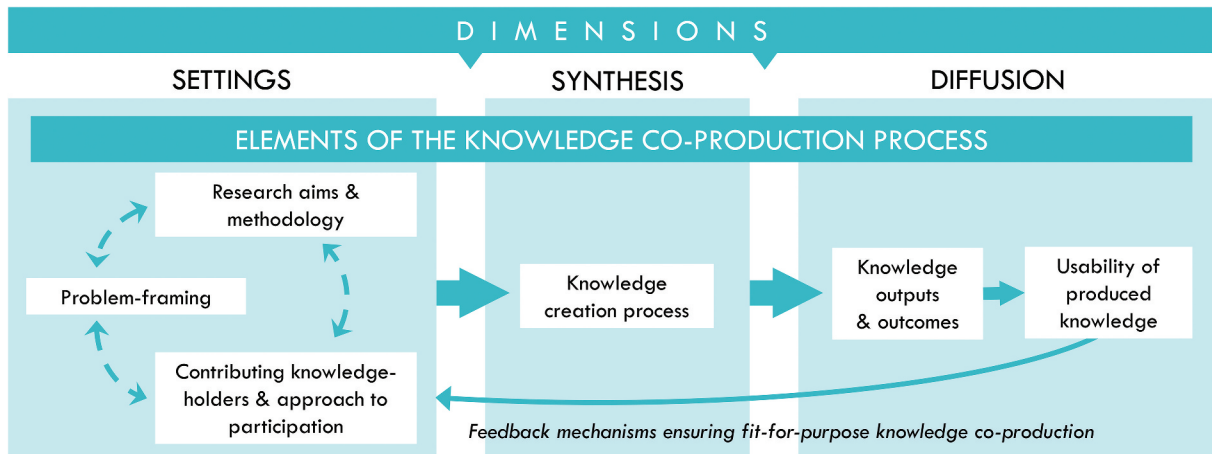 DIMENSIONS
SETTINGS
SYNTHESIS
DIFFUSION
ELEMENTS OF THE KNOWLEDGE CO-PRODUCTION PROCESS
Research aims &
methodology
Problem-framing
Contributing knowledge-
holders & approach to
participation
Knowledge
creation process
Knowledge
outputs
& outcomes
Usability of
produced
knowledge
Feedback mechanisms ensuring fit-for-purpose knowledge co-production